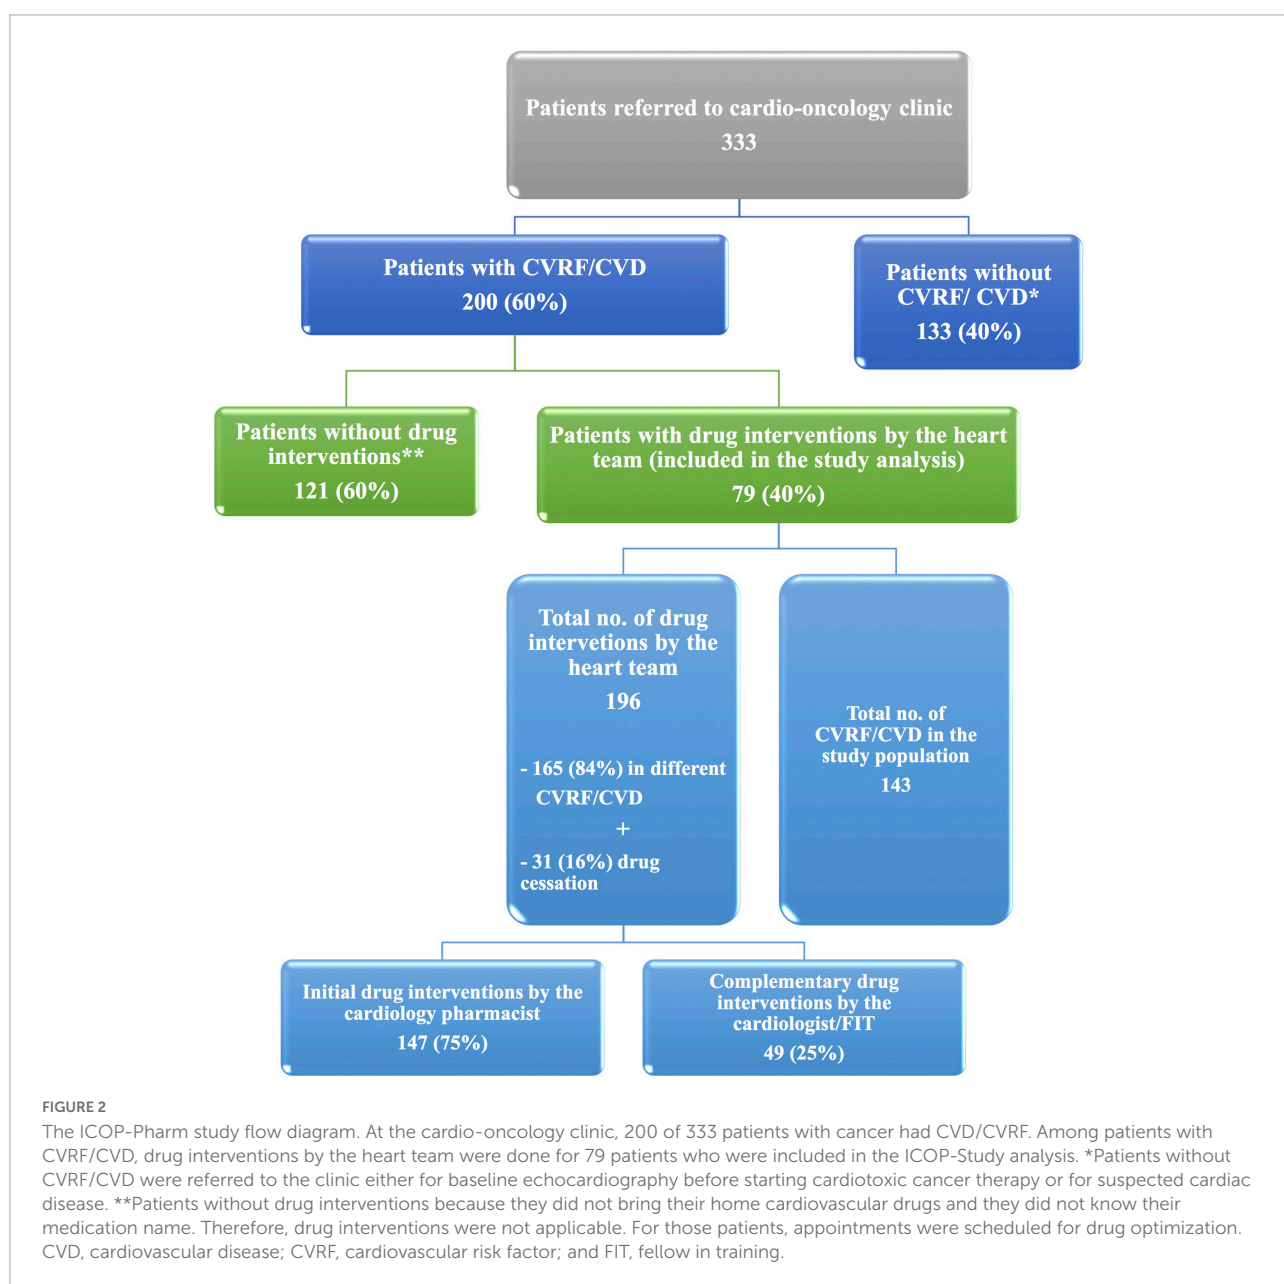 Patients referred to cardio-oncology clinic
333
Patients with CVRF/CVD
200 (60%)
Patients without
CVRF/ CVD*
133 (40%)
Patients without drug
interventions**
121 (60%)
Patients with drug interventions by the heart
team (included in the study analysis)
79 (40%)
Total no. of drug
intervetions by the
heart team
196
- 165 (84%) in different
CVRF/CVD
+
- 31 (16%) drug
cessation
Total no. of
CVRF/CVD in the
study population
143
Initial drug interventions by the
cardiology pharmacist
147 (75%)
Complementary drug
interventions by the
cardiologist/FIT
49 (25%)
FIGURE 2
The ICOP-Pharm study flow diagram. At the cardio-oncology clinic, 200 of 333 patients with cancer had CVD/CVRF. Among patients with
CVRF/CVD, drug interventions by the heart team were done for 79 patients who were included in the ICOP-Study analysis. *Patients without
CVRF/CVD were referred to the clinic either for baseline echocardiography before starting cardiotoxic cancer therapy or for suspected cardiac
disease. **Patients without drug interventions because they did not bring their home cardiovascular drugs and they did not know their
medication name. Therefore, drug interventions were not applicable. For those patients, appointments were scheduled for drug optimization.
CVD, cardiovascular disease; CVRF, cardiovascular risk factor; and FIT, fellow in training.